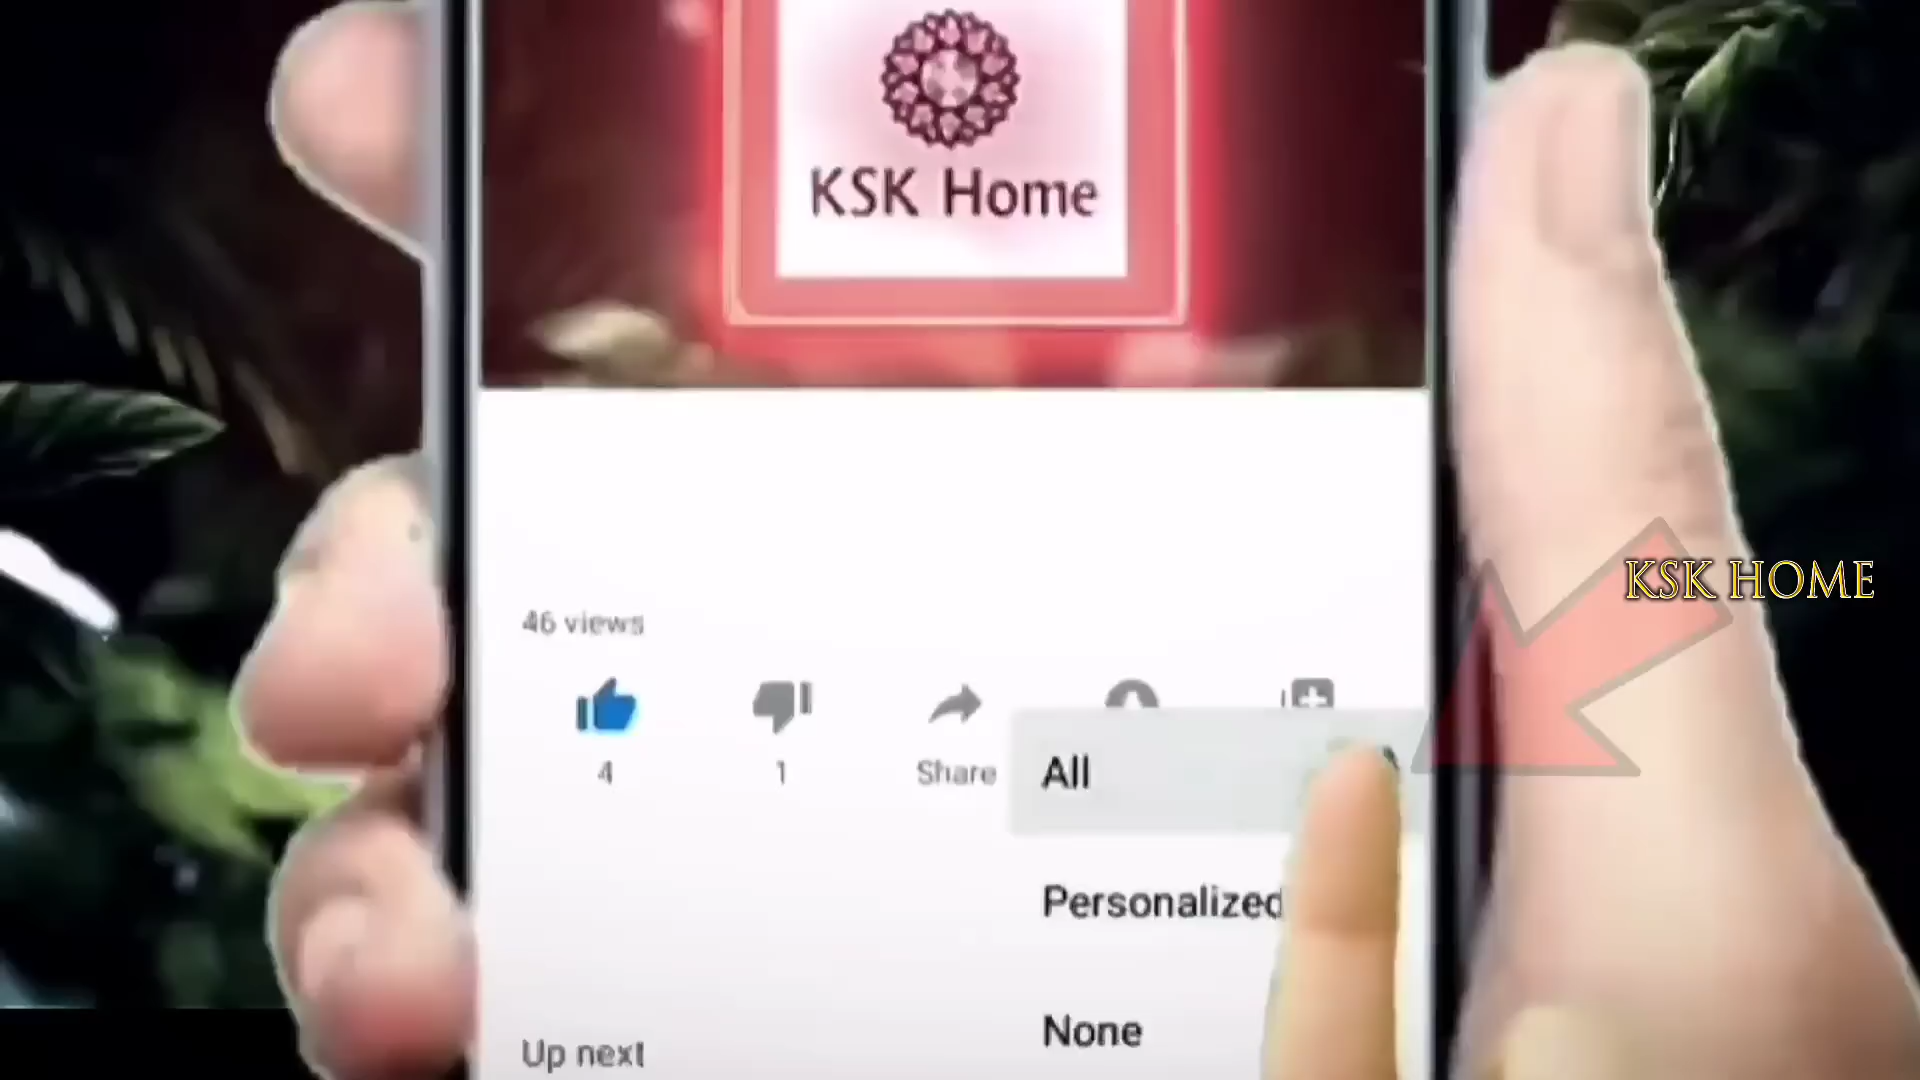 KSK Home
KSK HOME
46 views
4
1
Share
All
Personalized
None
Up next